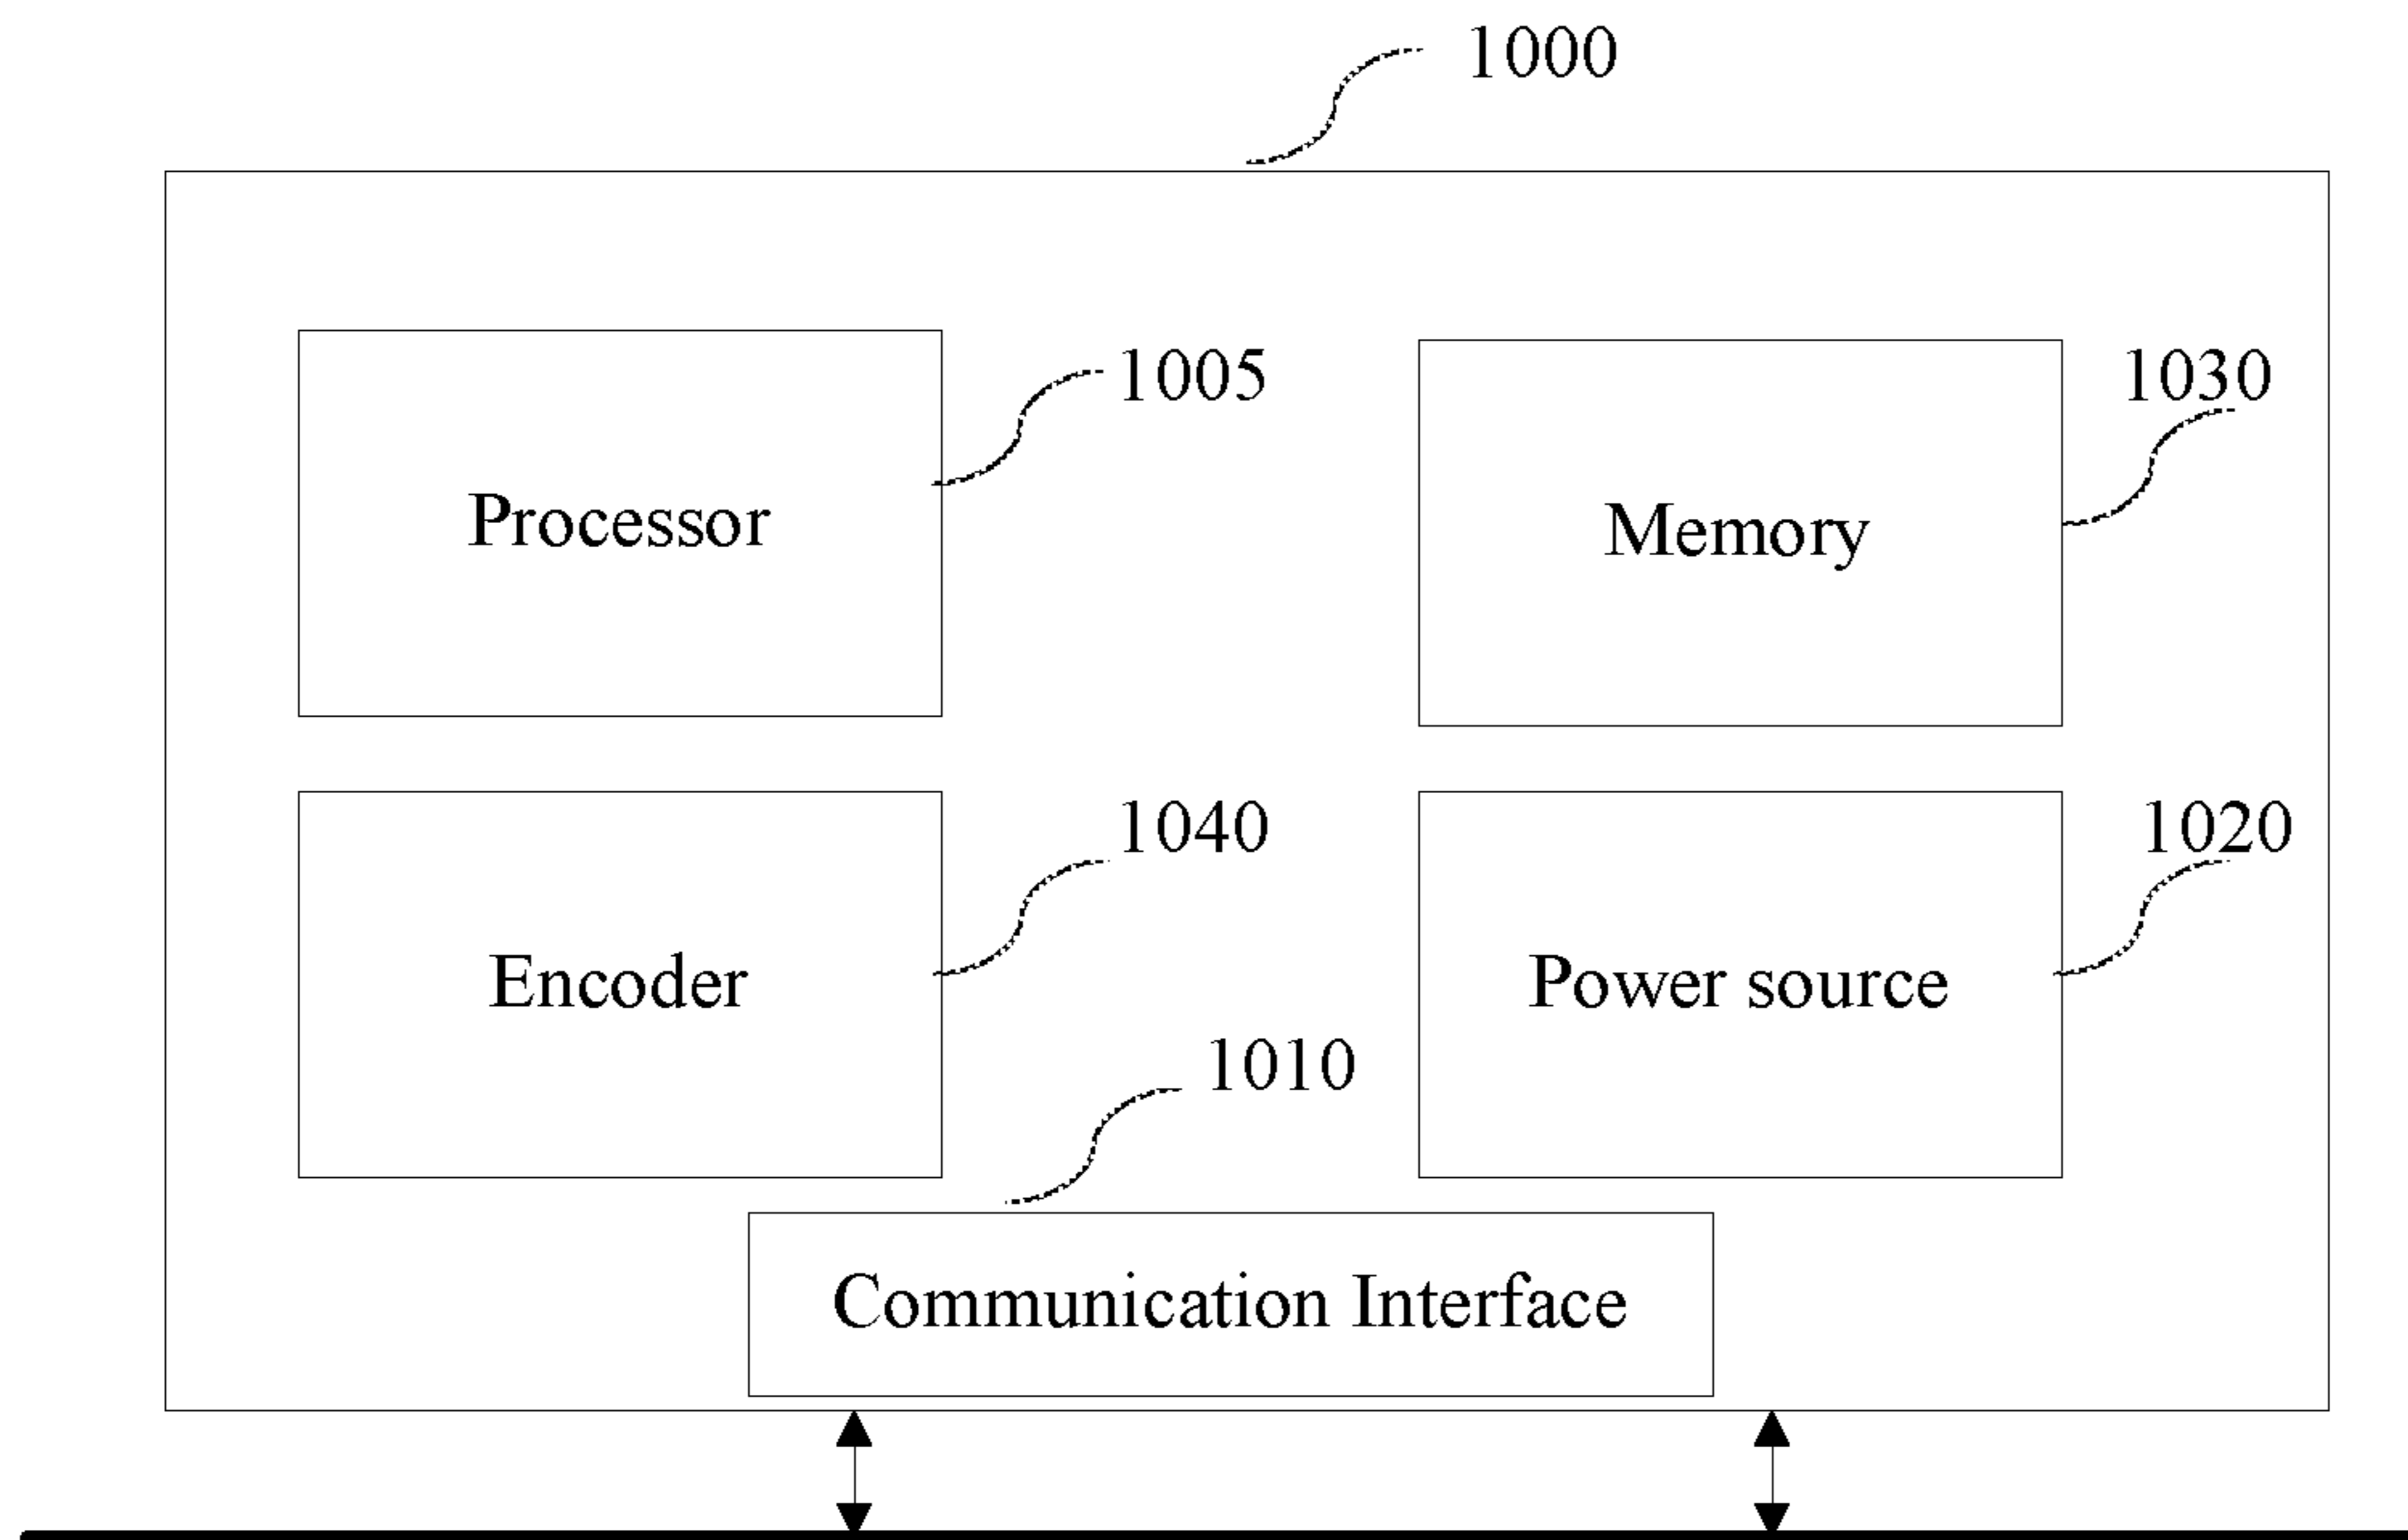 1000
1005
1030
Processor
Memory
1040
1020
Encoder
Power source
1010
Communication Interface